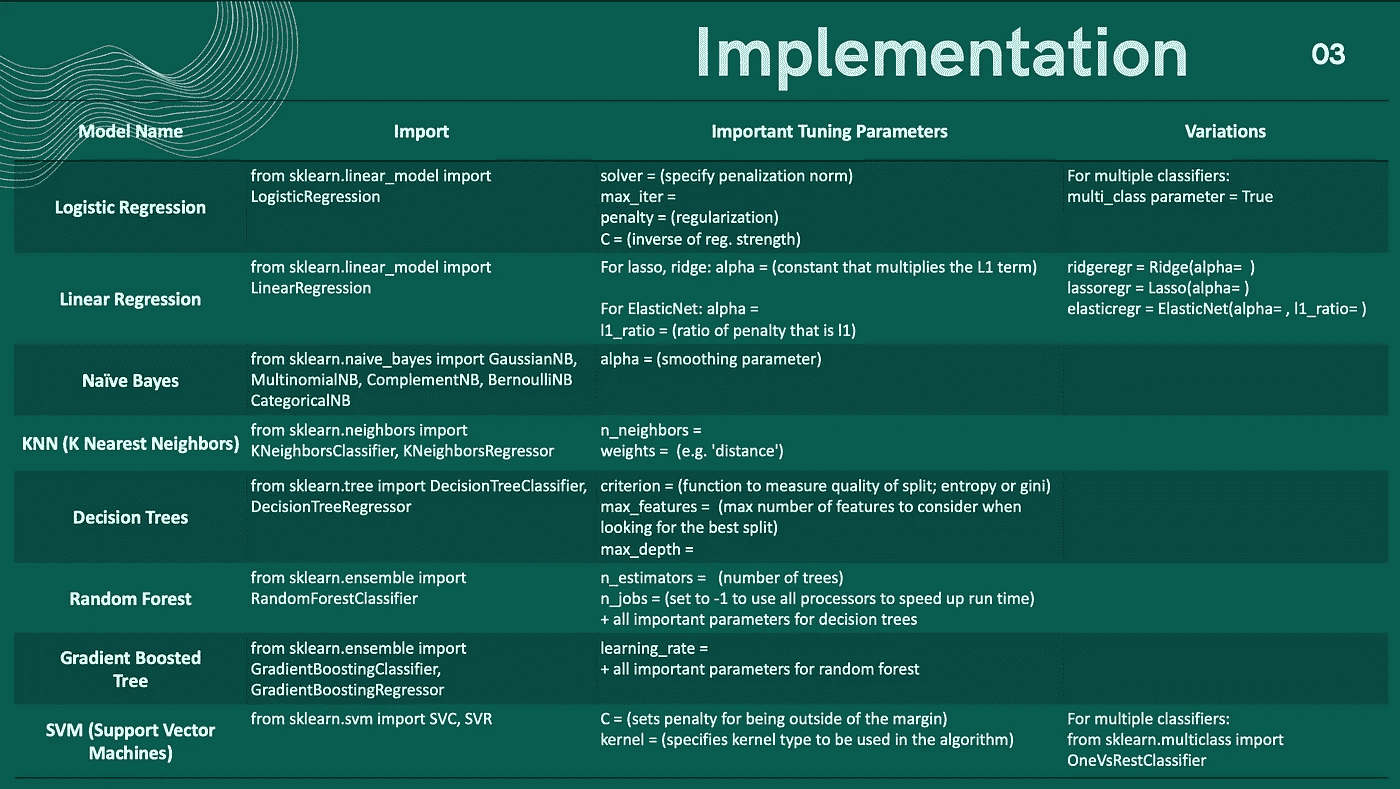 Implementation
03
Model Name
Import
Important Tuning Parameters
Variations
Logistic Regression
from sklearn.linear_model import
LogisticRegression
solver = (specify penalization norm)
max_iter =
penalty = (regularization)
C = (inverse of reg. strength)
For multiple classifiers:
multi_class parameter = True
Linear Regression
from sklearn.linear_model import
LinearRegression
For lasso, ridge: alpha = (constant that multiplies the L1 term)
For ElasticNet: alpha =
l1_ratio = (ratio of penalty that is l1)
ridgeregr = Ridge(alpha=  )
lassoregr = Lasso(alpha= )
elasticregr = ElasticNet(alpha= , l1_ratio= )
Naïve Bayes
from sklearn.naive_bayes import GaussianNB,
MultinomialNB, ComplementNB, BernoulliNB
CategoricalNB
alpha = (smoothing parameter)
KNN (K Nearest Neighbors)
from sklearn.neighbors import
KNeighborsClassifier, KNeighborsRegressor
n_neighbors =
weights =  (e.g. 'distance')
Decision Trees
from sklearn.tree import DecisionTreeClassifier,
DecisionTreeRegressor
criterion = (function to measure quality of split; entropy or gini)
max_features =  (max number of features to consider when
looking for the best split)
max_depth =
Random Forest
from sklearn.ensemble import
RandomForestClassifier
n_estimators =   (number of trees)
n_jobs = (set to -1 to use all processors to speed up run time)
+ all important parameters for decision trees
Gradient Boosted
Tree
from sklearn.ensemble import
GradientBoostingClassifier,
GradientBoostingRegressor
learning_rate =
+ all important parameters for random forest
SVM (Support Vector
Machines)
from sklearn.svm import SVC, SVR
C = (sets penalty for being outside of the margin)
kernel = (specifies kernel type to be used in the algorithm)
For multiple classifiers:
from sklearn.multiclass import
OneVsRestClassifier